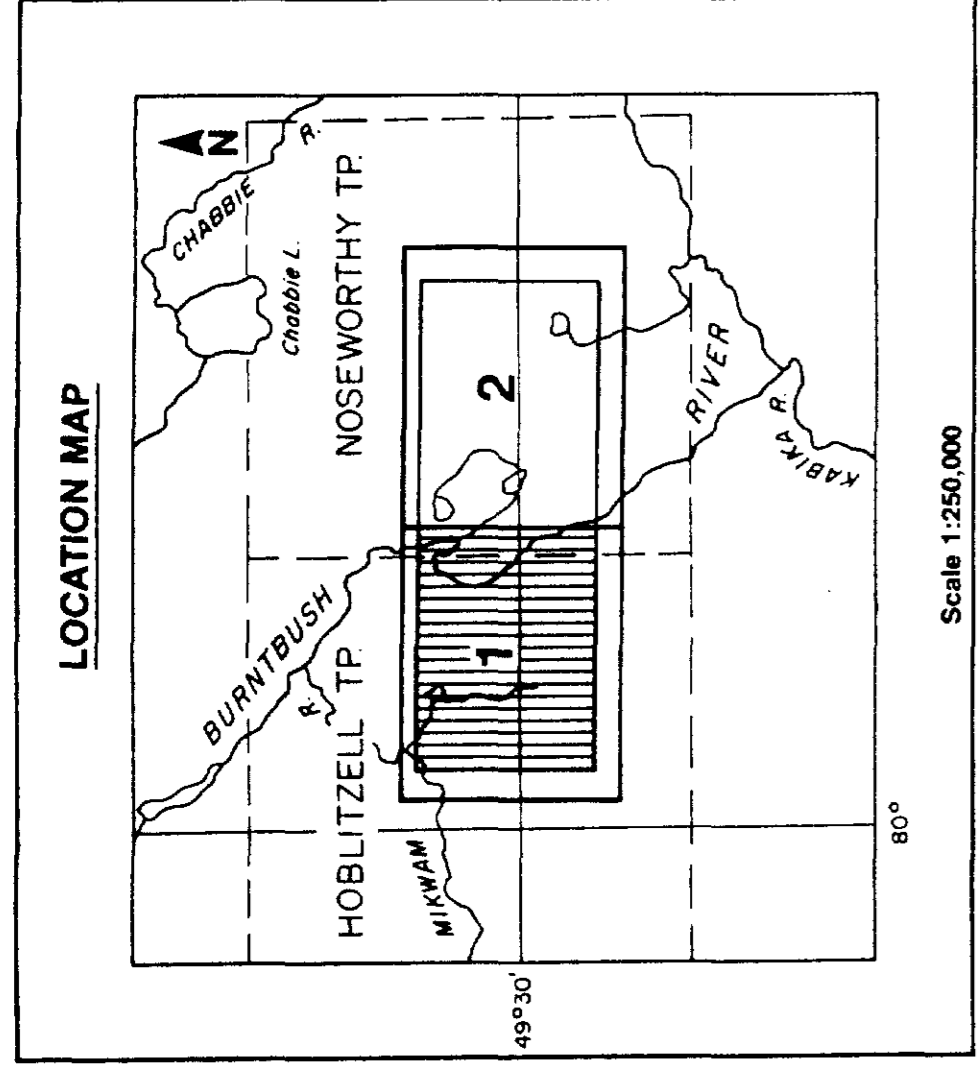 LOCATION MAP
N
CHABBIE
R.
Chabbie L.
BURNTBUSH
R.
HOBLITZELL TP.
NOSEWORTHY TP.
MIKWAM
1
2
RIVER
KABIKA R.
49°30'
80°
Scale 1:250,000